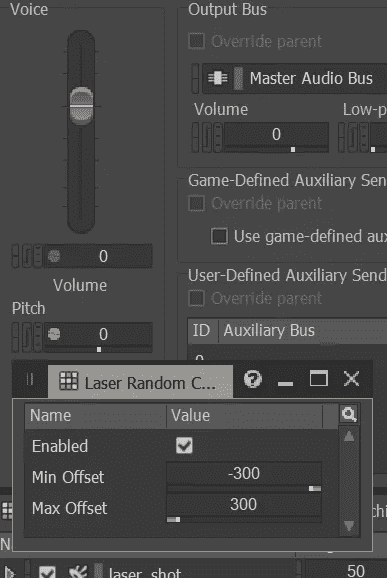 Voice
Output Bus
Override parent
Master Audio Bus
Volume
Low-p
0
Game-Defined Auxiliary Sen
Override parent
Use game-defined aux
0
Volume
User-Defined Auxiliary Send
Override parent
Pitch
0
ID Auxiliary Bus
Laser Random C...
Name Value
Enabled
Min Offset -300
Max Offset 300
laser_shot 50